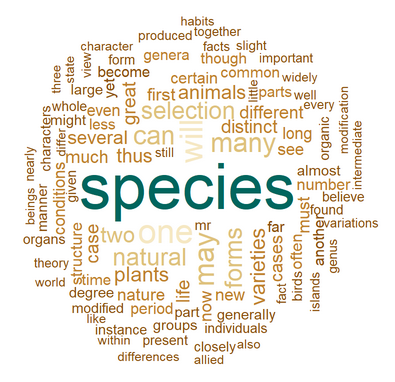 habits
produced together
character facts slight
form genera though important
state view become certain common widely
three large yet great first animals little parts well
whole even selection different every modification
might less can will many distinct long organic
characters differ several see intermediate
nearly much thus still almost
beings manner conditions given species number believe
organs structure case two one mr may forms varieties far cases often must found another variations
theory natural genus
world time plants life now new fact birds islands
degree nature
modified period part generally
like instance groups individuals
within present closely also
differences allied